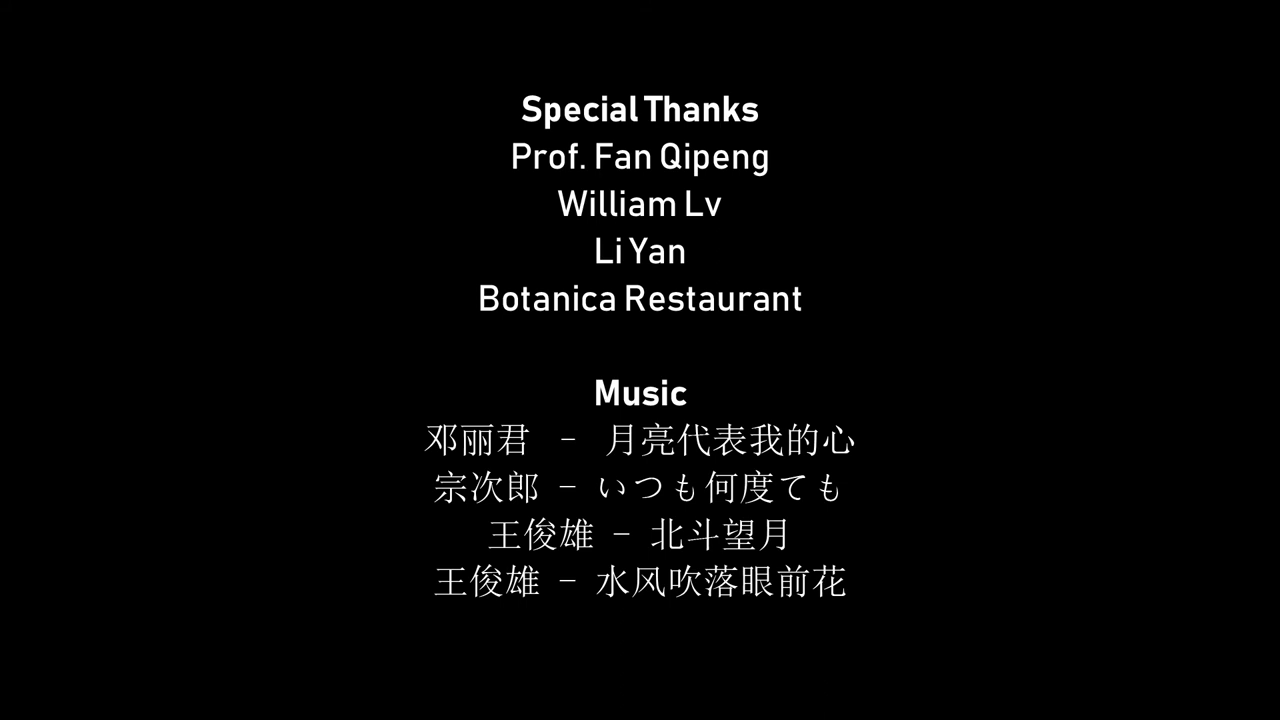 Special Thanks
Prof. Fan Qipeng
William Lv
Li Yan
Botanica Restaurant
Music
邓丽君 - 月亮代表我的心
宗次郎 - いつも何度ても
王俊雄 - 北斗望月
王俊雄 - 水风吹落眼前花